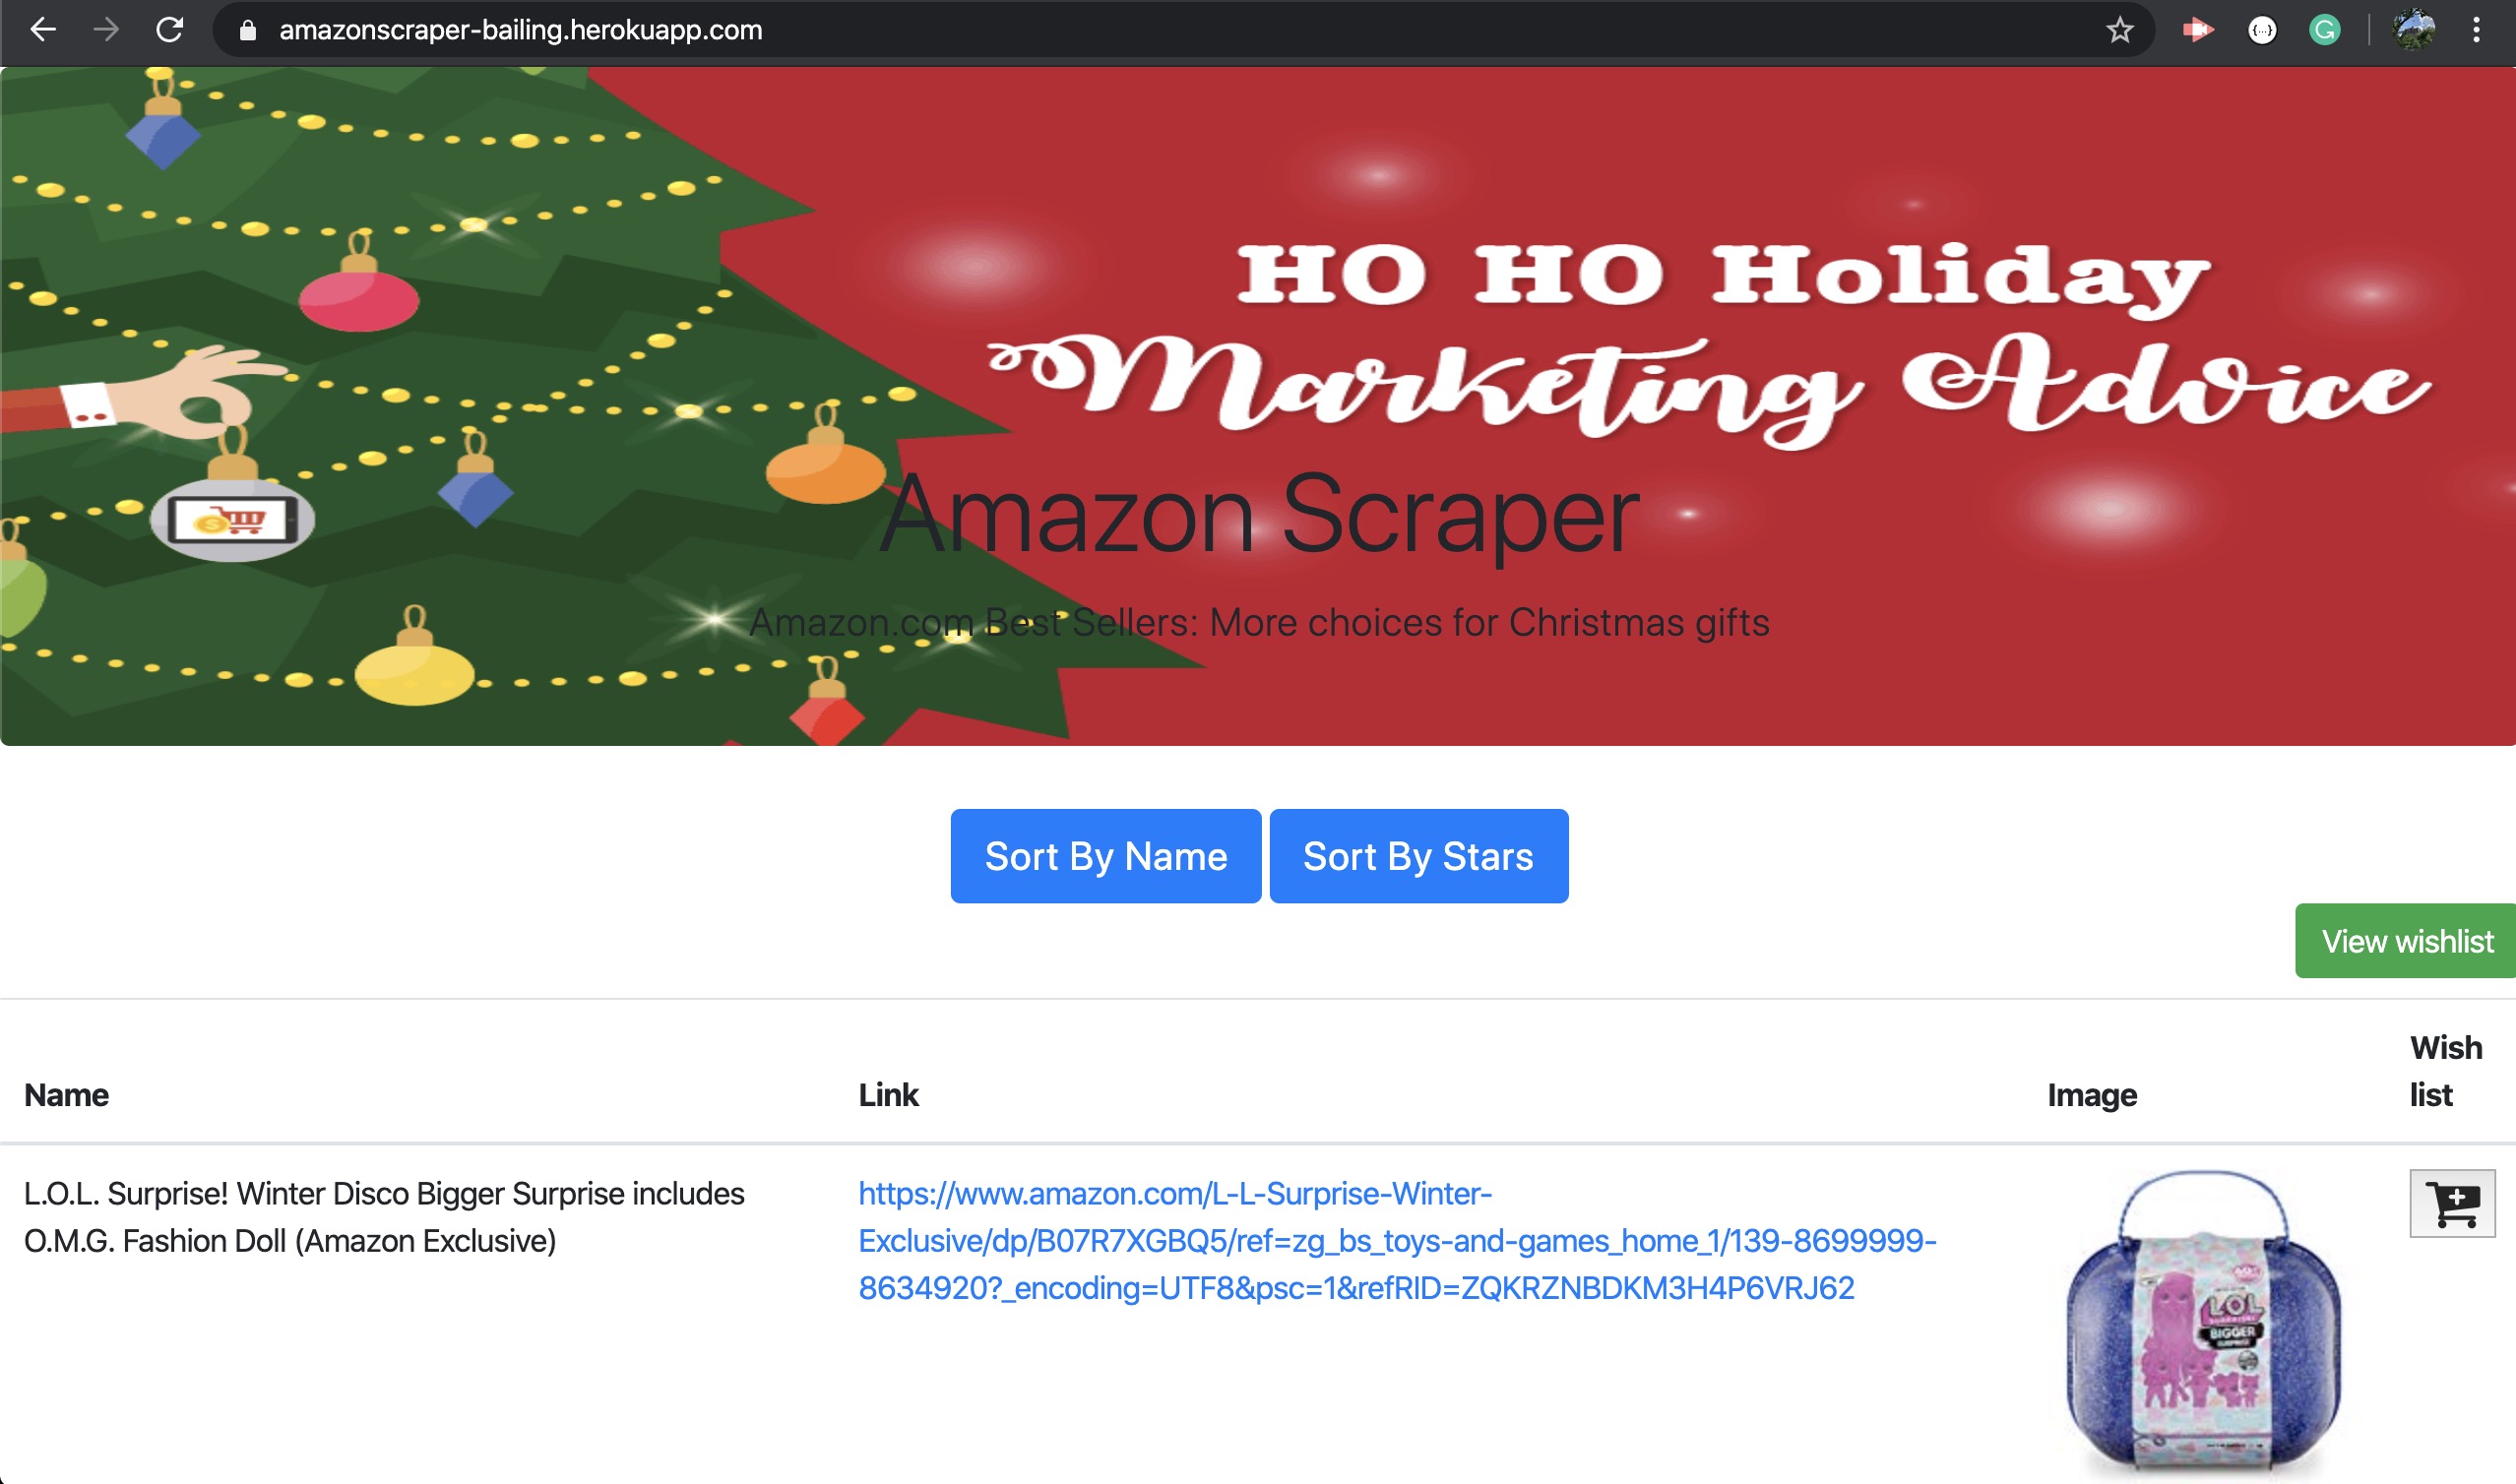 amazonscraper-bailing.herokuapp.com
HO HO Holiday
Marketing Advice
Amazon Scraper
Amazon.com Best Sellers: More choices for Christmas gifts
Sort By Name
Sort By Stars
View wishlist
Name
Link
Image
Wish
list
L.O.L. Surprise! Winter Disco Bigger Surprise includes
O.M.G. Fashion Doll (Amazon Exclusive)
https://www.amazon.com/L-L-Surprise-Winter-
Exclusive/dp/B07R7XGBQ5/ref=zg_bs_toys-and-games_home_1/139-8699999-
8634920?_encoding=UTF8&psc=1&refRID=ZQKRZNBDKM3H4P6VRJ62
LOL
SURPRISE!
BIGGER
SURPRISE